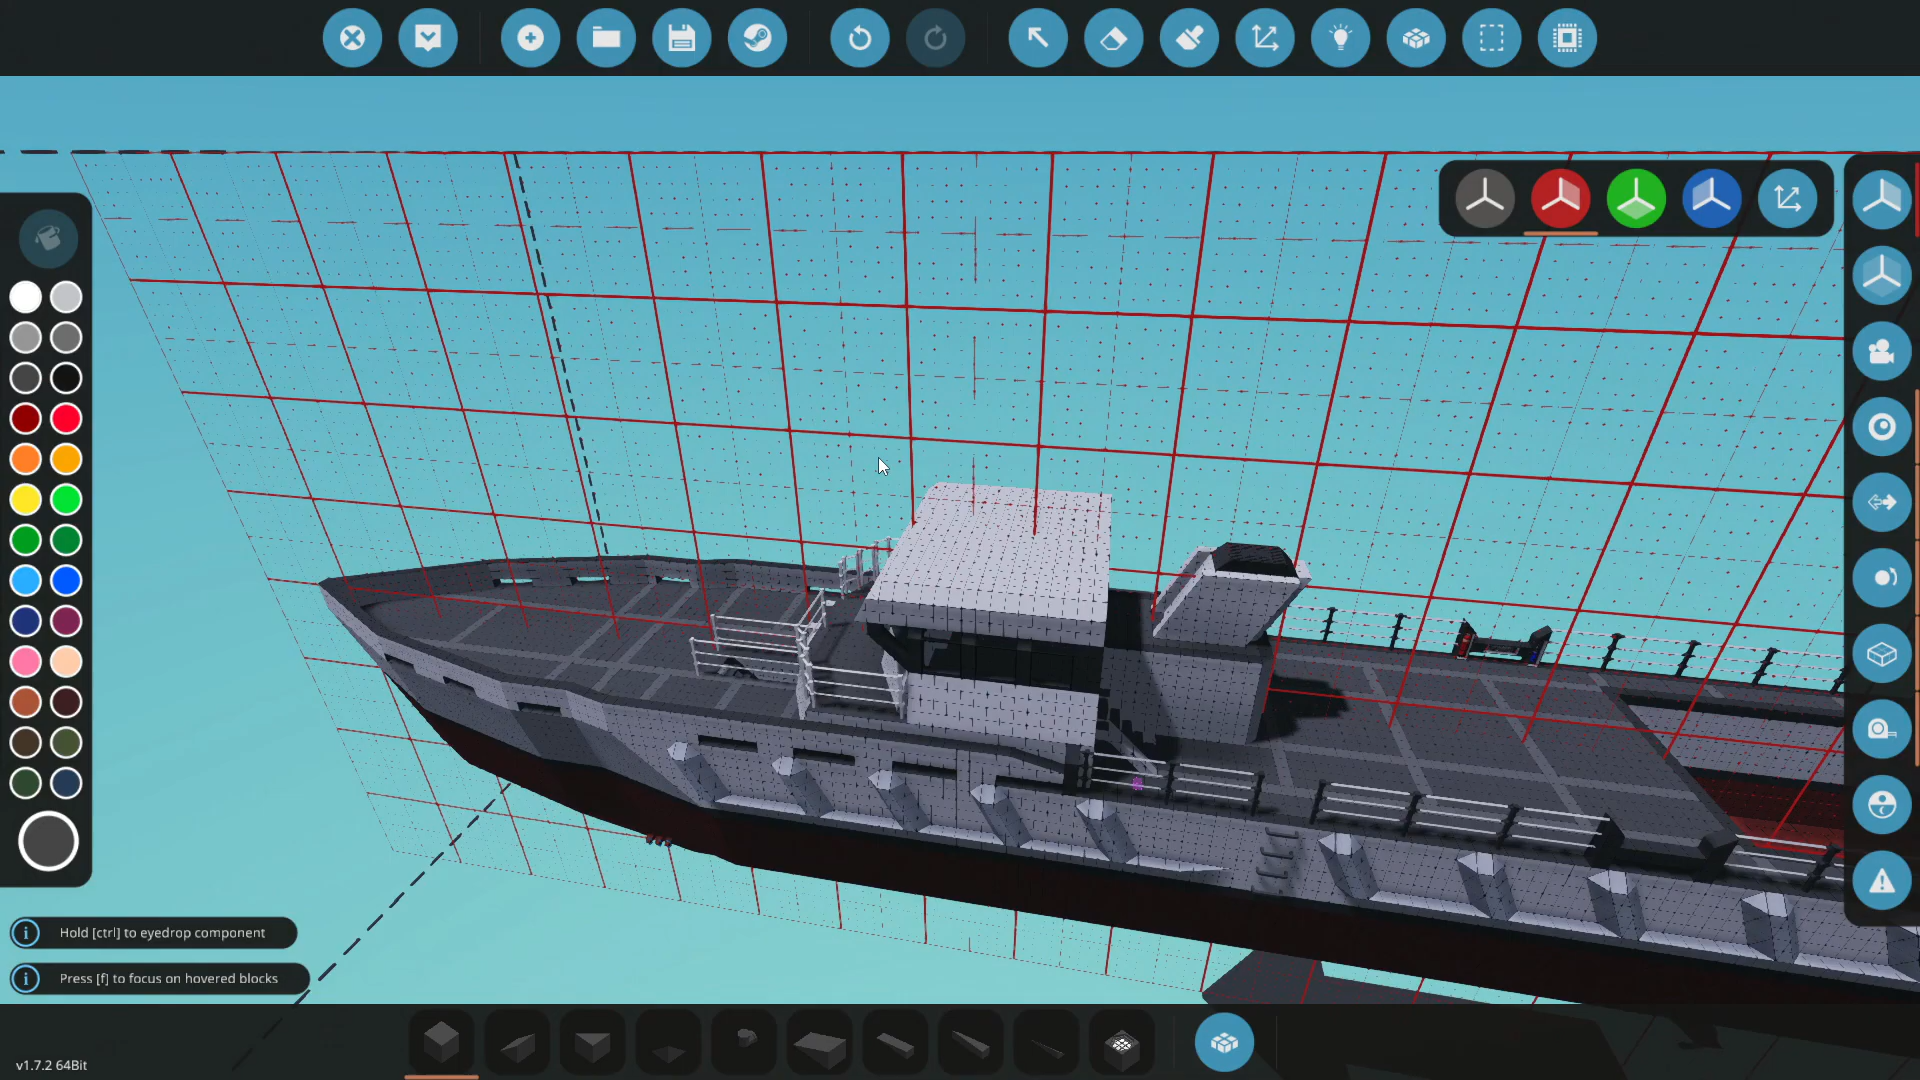 Hold [ctrl] to eyedrop component
Press [f] to focus on hovered blocks
v1.7.2 64Bit